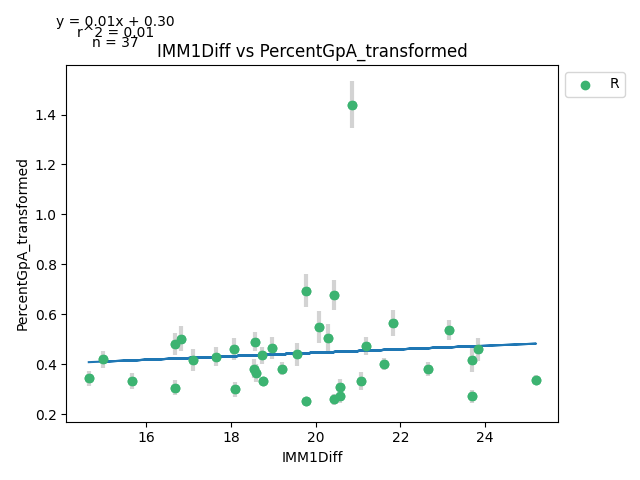 y = 0.01x + 0.30
r^2 = 0.01
n = 37
IMM1Diff vs PercentGpA_transformed
R
PercentGpA_transformed
1.4
1.2
1.0
0.8
0.6
0.4
0.2
16 18 20 22 24
IMM1Diff